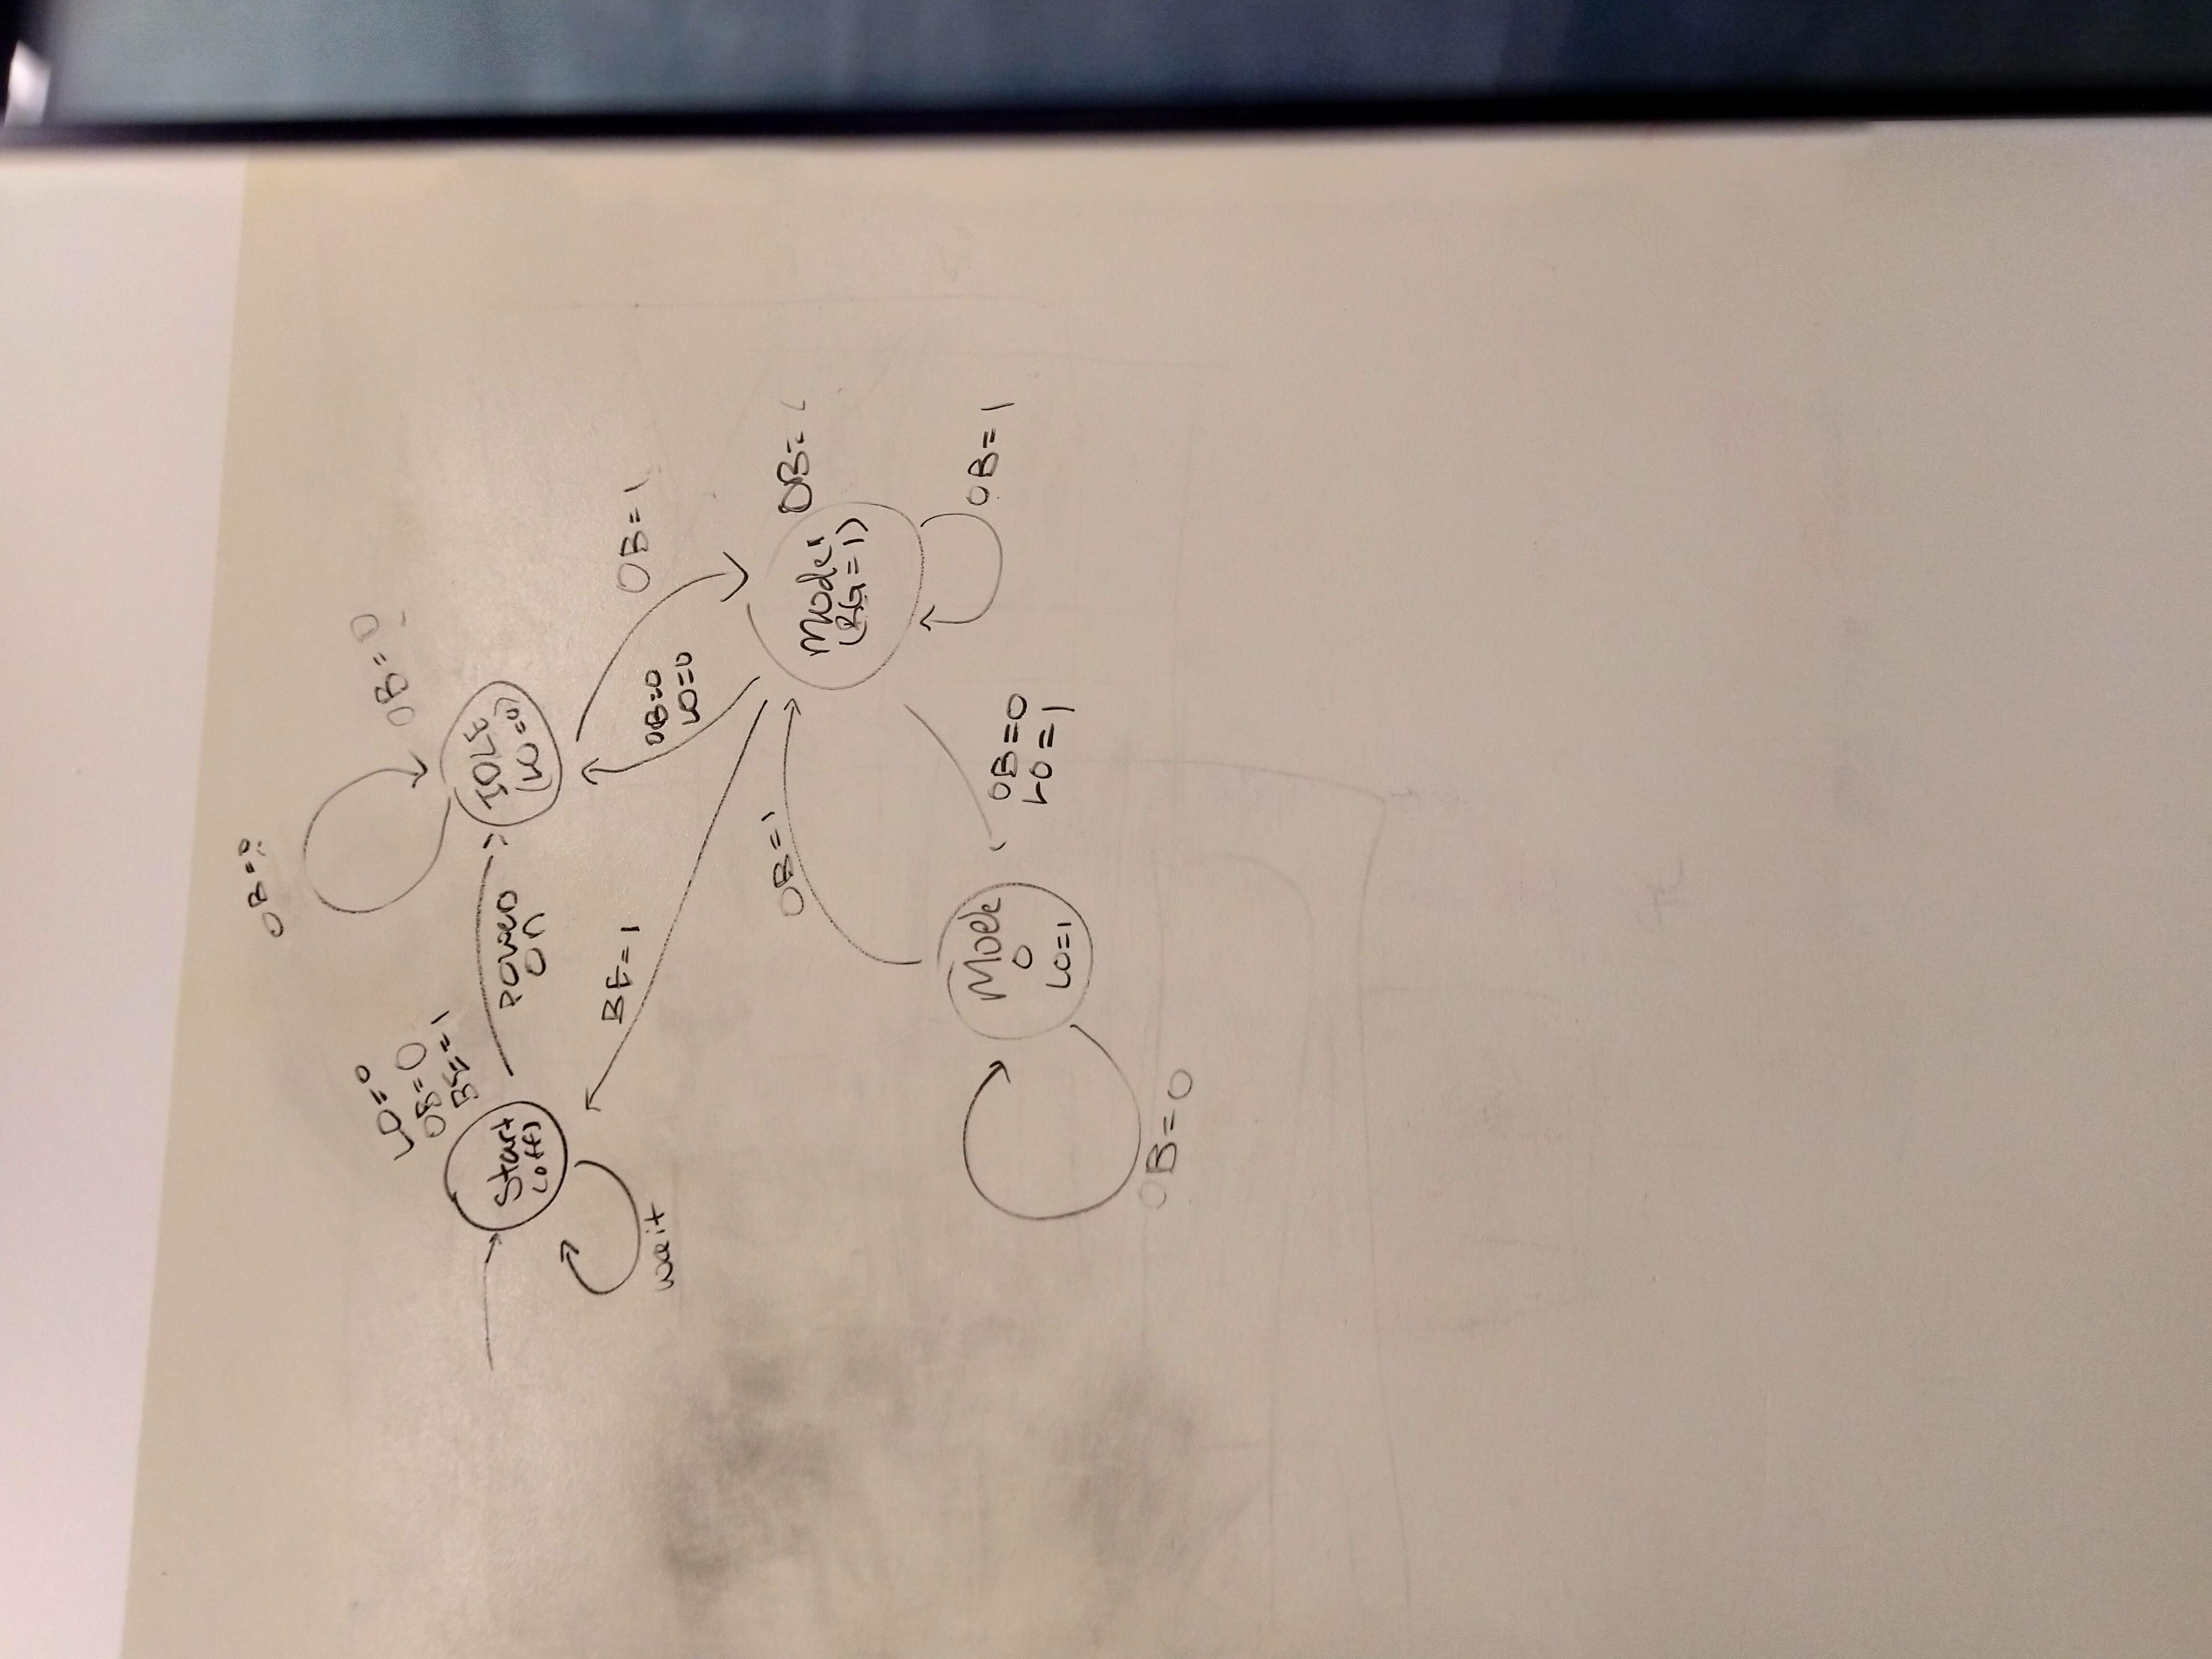 OB=0
LO=0
OB=0
BE=1
OB=0
Start
(off)
POWER
ON
IDLE
(LO=0)
wait
BE=1
OB=0
LO=0
OB=1
OB=1
Mode 1
(BG=1)
OB=
OB=1
Mode
0
LO=1
OB=0
LO=1
OB=0